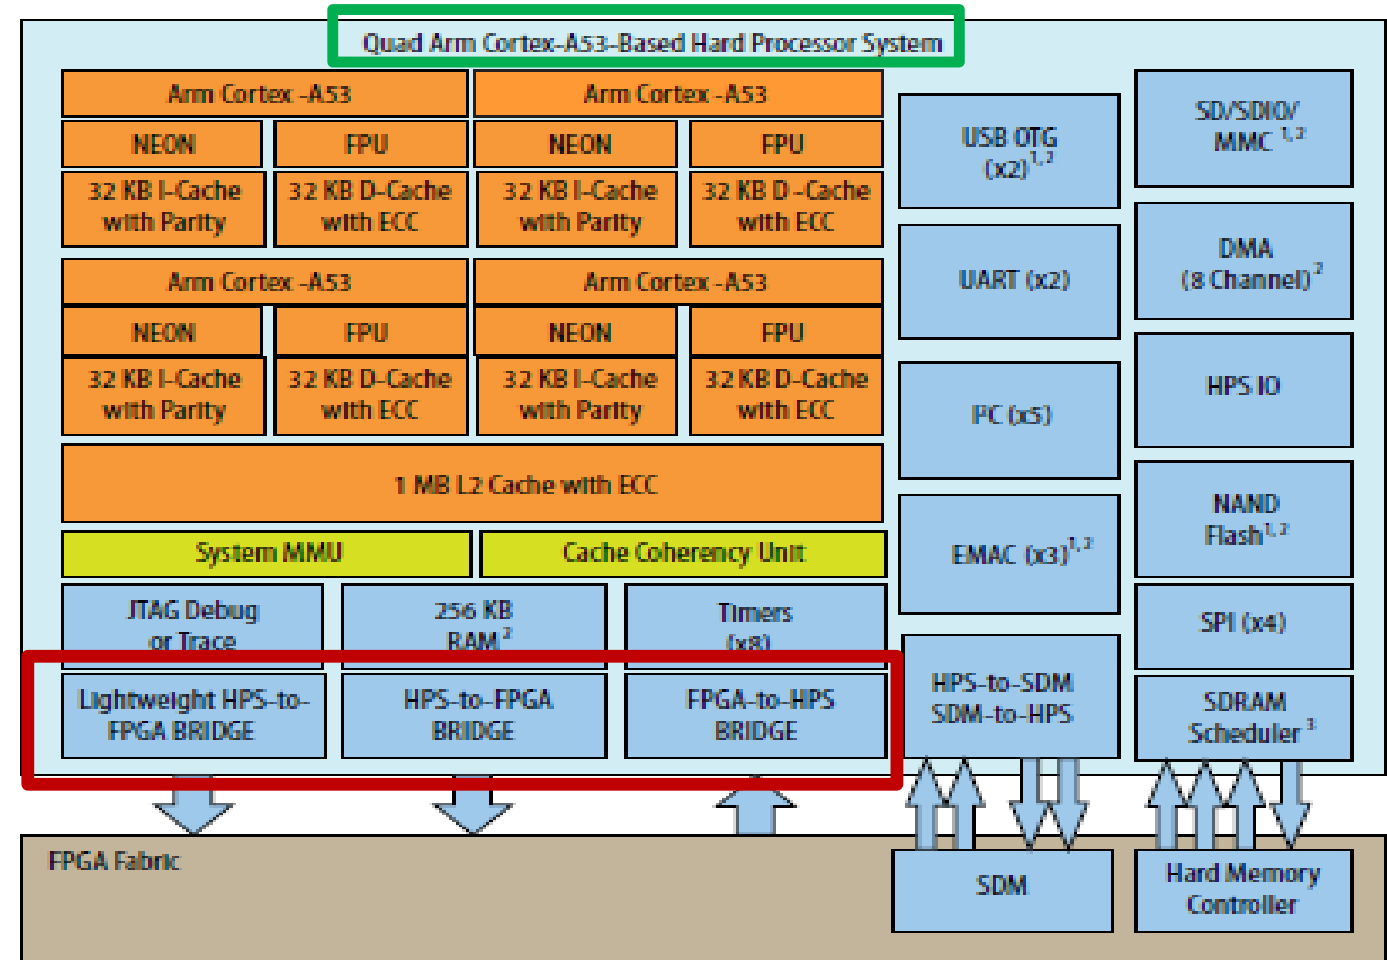 Quad Arm Cortex-A53-Based Hard Processor System
Arm Cortex -A53
Arm Cortex -A53
NEON
FPU
NEON
FPU
32 KB I-Cache
with Parity
32 KB D-Cache
with ECC
32 KB I-Cache
with Parity
32 KB D -Cache
with ECC
Arm Cortex -A53
Arm Cortex -A53
NEON
FPU
NEON
FPU
32 KB I-Cache
with Parity
32 KB D-Cache
with ECC
32 KB I-Cache
with Parity
32 KB D-Cache
with ECC
1 MB L2 Cache with ECC
System MMU
Cache Coherency Unit
JTAG Debug
or Trace
256 KB
RAM²
Timers
(x8)
Lightweight HPS-to-
FPGA BRIDGE
HPS-to-FPGA
BRIDGE
FPGA-to-HPS
BRIDGE
USB OTG
(x2)¹,²
UART (x2)
I²C (x5)
EMAC (x3)¹,²
HPS-to-SDM
SDM-to-HPS
SD/SDIO/
MMC ¹,²
DMA
(8 Channel)²
HPS IO
NAND
Flash¹,²
SPI (x4)
SDRAM
Scheduler ³
FPGA Fabric
SDM
Hard Memory
Controller